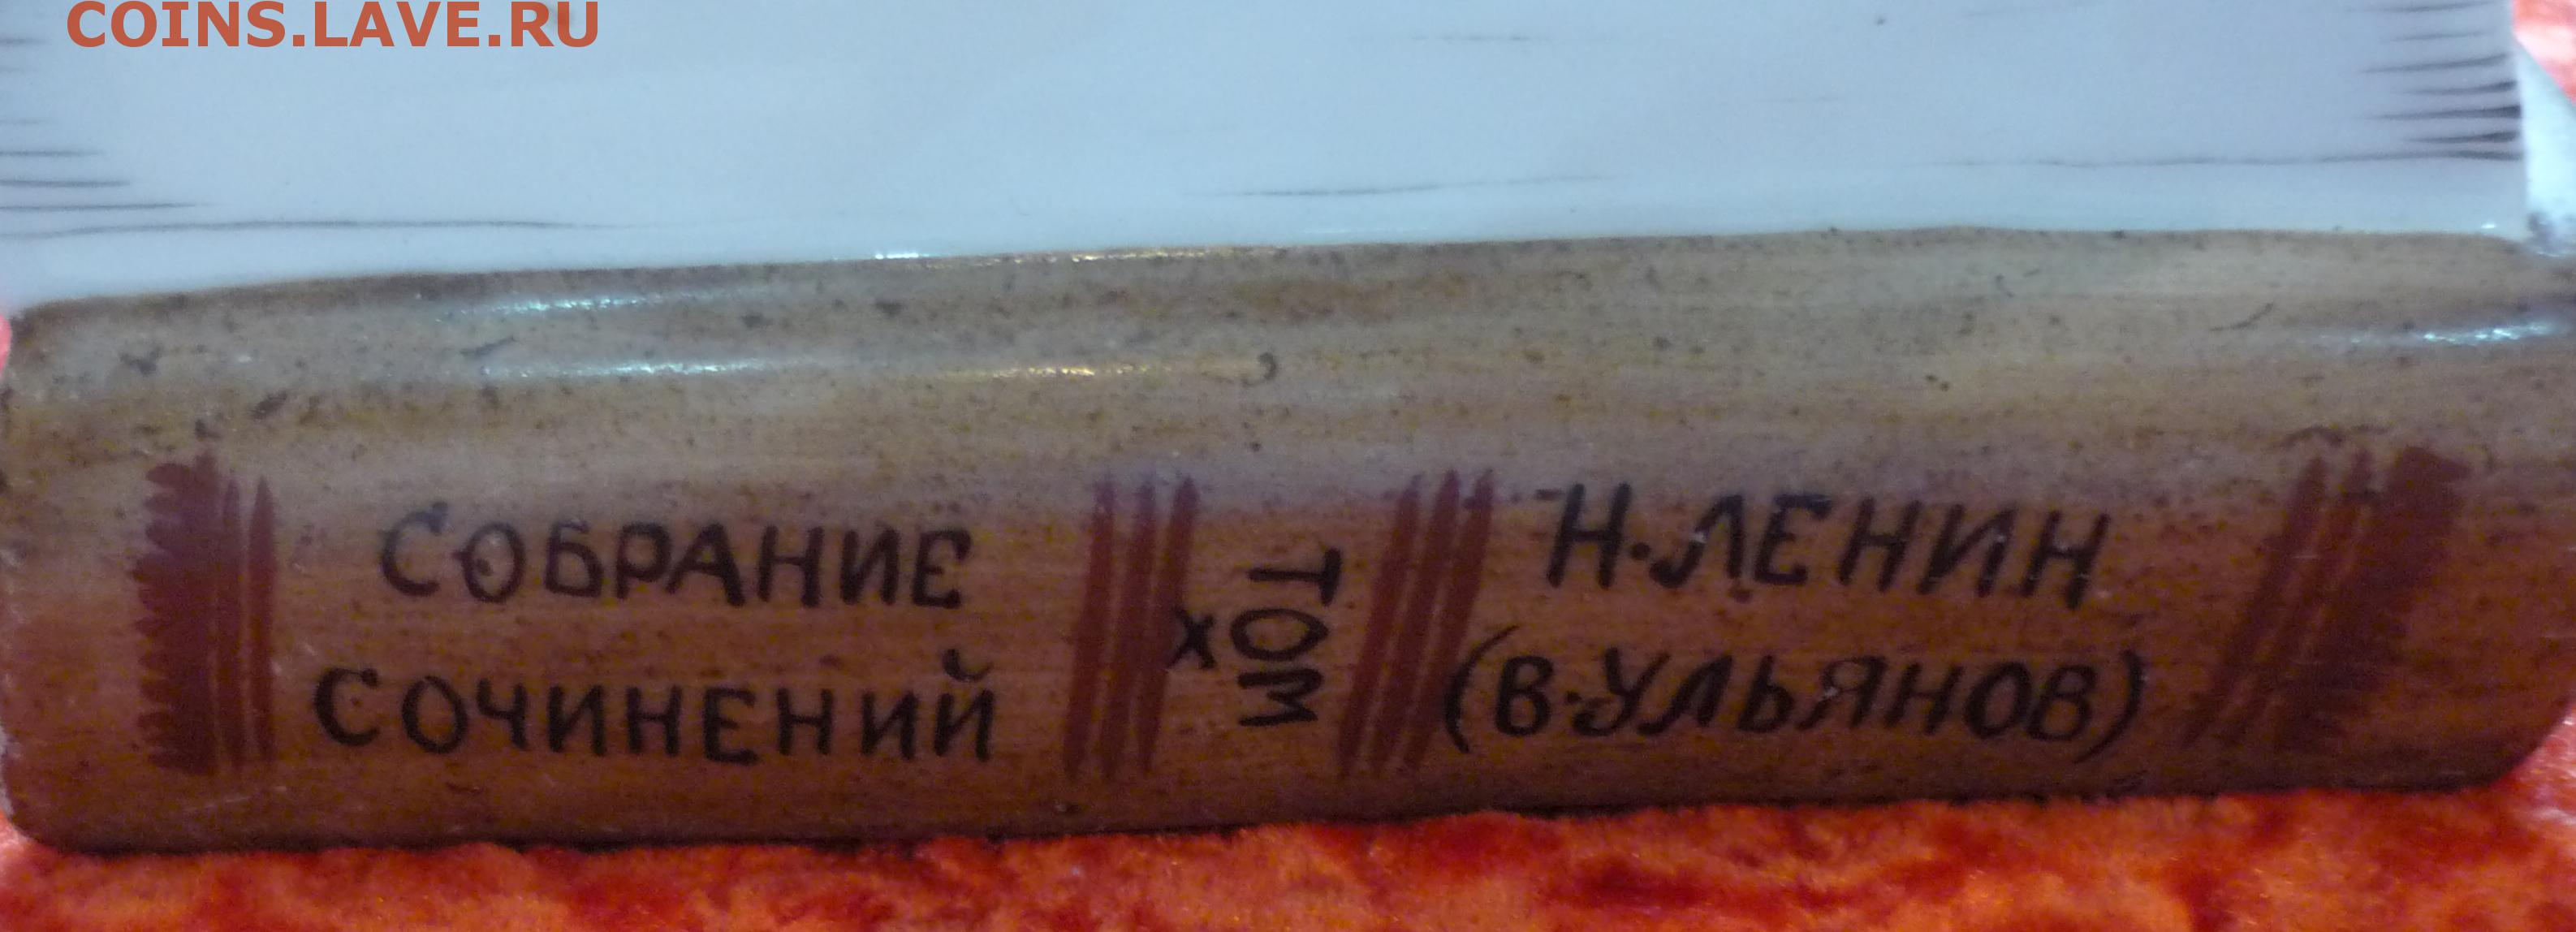 COINS.LAVE.RU
СОБРАНИЕ
СОЧИНЕНИЙ
ТОМ
X
Н.ЛЕНИН
(В.УЛЬЯНОВ)